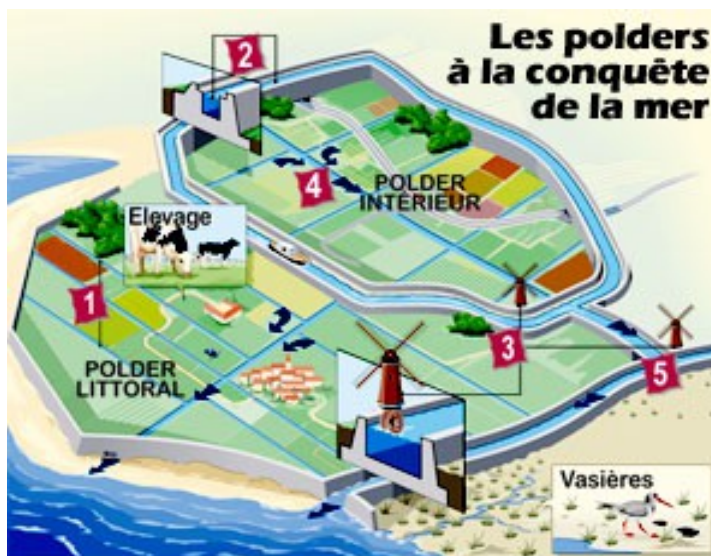 Les polders
à la conquête
de la mer
2
4
POLDER
INTÉRIEUR
Elevage
1
3
POLDER
LITTORAL
5
Vasières